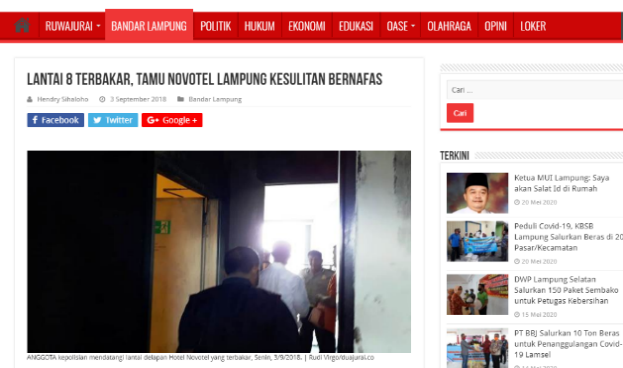 RUWAJURAI BANDAR LAMPUNG POLITIK HUKUM EKONOMI EDUKASI OASE OLAHRAGA OPINI LOKER
LANTAI 8 TERBAKAR, TAMU NOVOTEL LAMPUNG KESULITAN BERNAFAS
Hendry Sihaloho 3 September 2018 Bandar Lampung
f Facebook Twitter G+ Google +
ANGGOTA kepolisian mendatangi lantai delapan Hotel Novotel yang terbakar, Senin, 3/9/2018. | Rudi Virgo/duajurai.co
Cari ...
Cari
TERKINI
Ketua MUI Lampung: Saya
akan Salat Id di Rumah
20 Mei 2020
Peduli Covid-19, KBSB
Lampung Salurkan Beras di 20
Pasar/Kecamatan
20 Mei 2020
DWP Lampung Selatan
Salurkan 150 Paket Sembako
untuk Petugas Kebersihan
15 Mei 2020
PT BBJ Salurkan 10 Ton Beras
untuk Penanggulangan Covid-
19 Lamsel